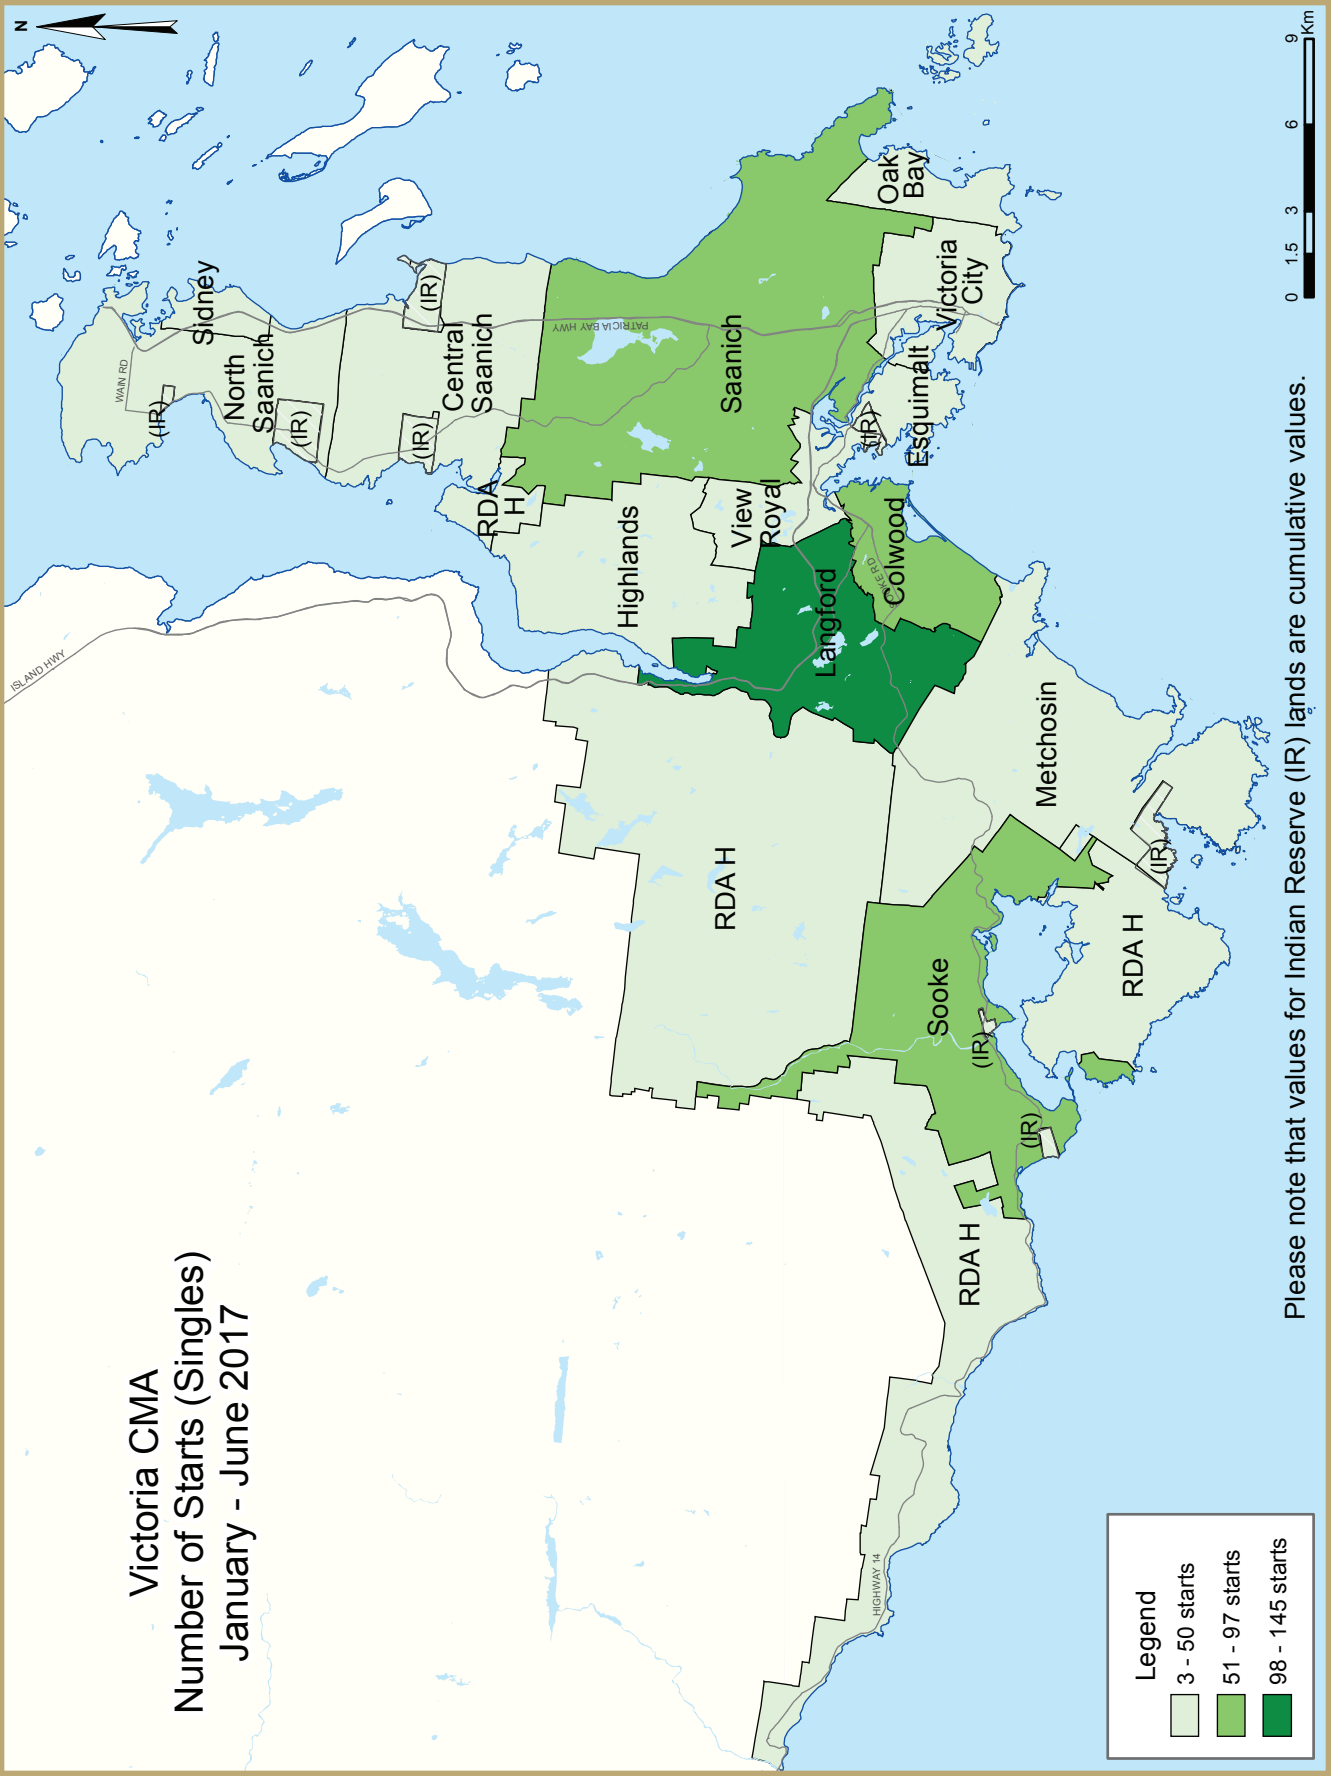 Victoria CMA
Number of Starts (Singles)
January - June 2017
N
ISLAND HWY
WAIN RD
(IR)
North
Saanich
Sidney
(IR)
(IR)
(IR)
Central
Saanich
PATRICIA BAY HWY
RDA
H
Saanich
Highlands
View
Royal
Oak
Bay
Victoria
City
Esquimalt
(IR)
Langford
Colwood
Metchosin
RDA H
Sooke
(IR)
(IR)
RDA H
(IR)
RDA H
HIGHWAY 14
Legend
3 - 50 starts
51 - 97 starts
98 - 145 starts
0 1.5 3 6 9
Km
Please note that values for Indian Reserve (IR) lands are cumulative values.